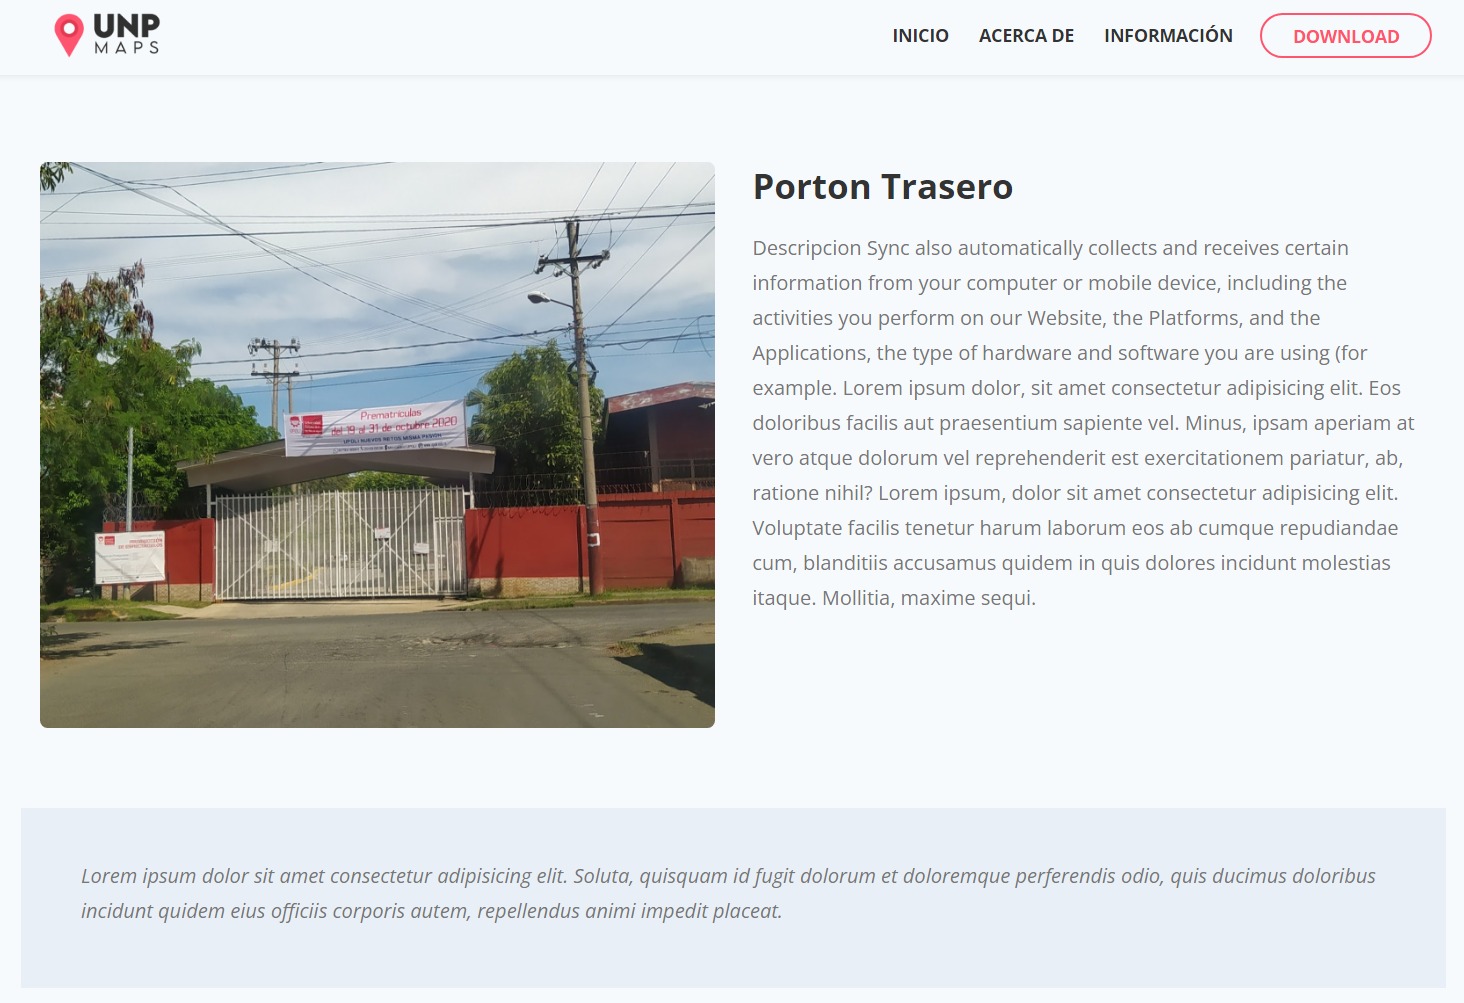 UNP
MAPS
INICIO
ACERCA DE
INFORMACIÓN
DOWNLOAD
Porton Trasero
Descripcion Sync also automatically collects and receives certain
information from your computer or mobile device, including the
activities you perform on our Website, the Platforms, and the
Applications, the type of hardware and software you are using (for
example. Lorem ipsum dolor, sit amet consectetur adipisicing elit. Eos
doloribus facilis aut praesentium sapiente vel. Minus, ipsam aperiam at
vero atque dolorum vel reprehenderit est exercitationem pariatur, ab,
ratione nihil? Lorem ipsum, dolor sit amet consectetur adipisicing elit.
Voluptate facilis tenetur harum laborum eos ab cumque repudiandae
cum, blanditiis accusamus quidem in quis dolores incidunt molestias
itaque. Mollitia, maxime sequi.
Prematrículas
del 19 al 31 de octubre 2020
UPOLI NUEVOS RETOS MISMA PASIÓN
Lorem ipsum dolor sit amet consectetur adipisicing elit. Soluta, quisquam id fugit dolorum et doloremque perferendis odio, quis ducimus doloribus
incidunt quidem eius officiis corporis autem, repellendus animi impedit placeat.